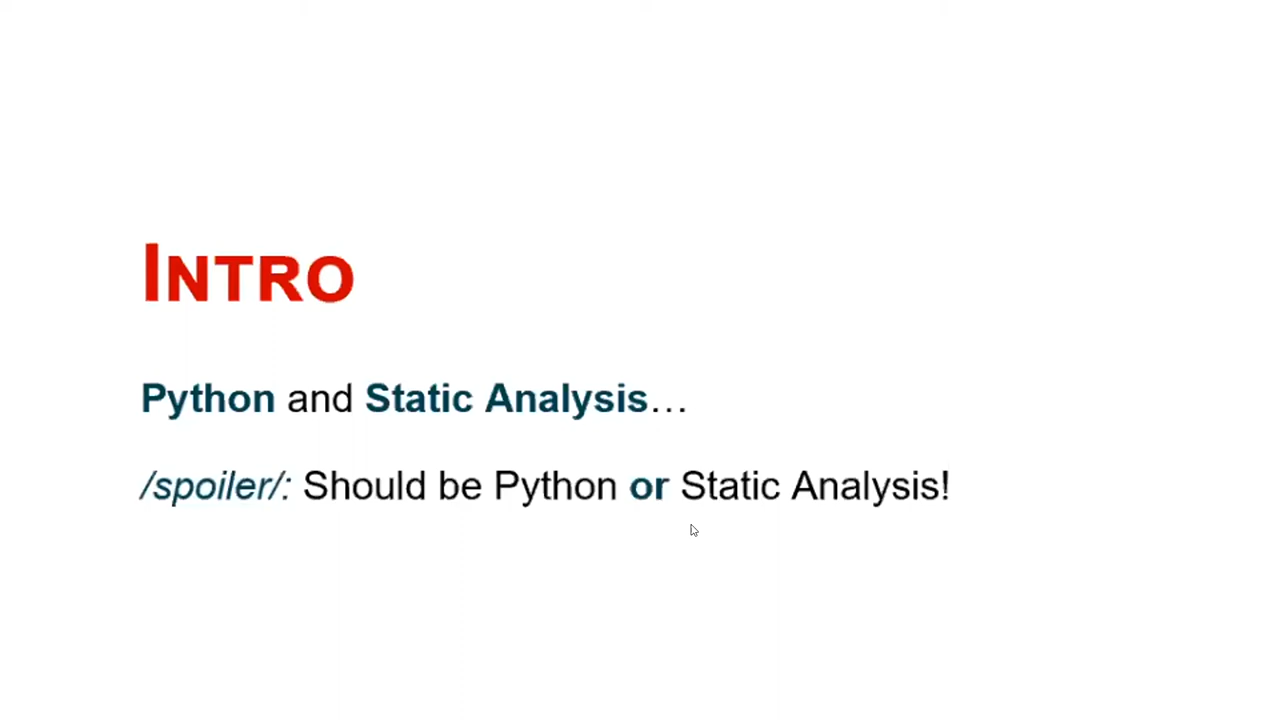 Intro
Python and Static Analysis…
/spoiler/: Should be Python or Static Analysis!